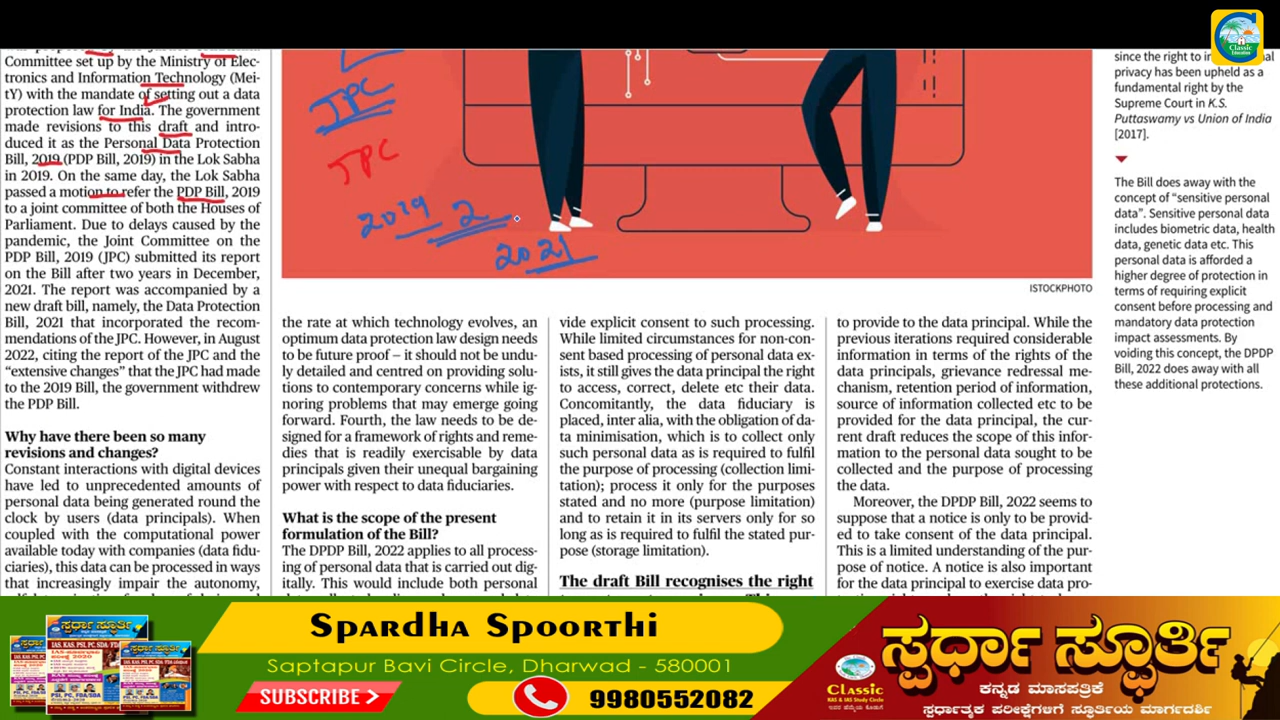 Committee set up by the Ministry of Elec-
tronics and Information Technology (Mei-
tY) with the mandate of setting out a data
protection law for India. The government
made revisions to this draft and intro-
duced it as the Personal Data Protection
Bill, 2019 (PDP Bill, 2019) in the Lok Sabha
in 2019. On the same day, the Lok Sabha
passed a motion to refer the PDP Bill, 2019
to a joint committee of both the Houses of
Parliament. Due to delays caused by the
pandemic, the Joint Committee on the
PDP Bill, 2019 (JPC) submitted its report
on the Bill after two years in December,
2021. The report was accompanied by a
new draft bill, namely, the Data Protection
Bill, 2021 that incorporated the recom-
mendations of the JPC. However, in August
2022, citing the report of the JPC and the
“extensive changes” that the JPC had made
to the 2019 Bill, the government withdrew
the PDP Bill.
Why have there been so many
revisions and changes?
Constant interactions with digital devices
have led to unprecedented amounts of
personal data being generated round the
clock by users (data principals). When
coupled with the computational power
available today with companies (data fidu-
ciaries), this data can be processed in ways
that increasingly impair the autonomy,
JPC
JPC
2019 2
2021
ISTOCKPHOTO
the rate at which technology evolves, an
optimum data protection law design needs
to be future proof — it should not be undu-
ly detailed and centred on providing solu-
tions to contemporary concerns while ig-
noring problems that may emerge going
forward. Fourth, the law needs to be de-
signed for a framework of rights and reme-
dies that is readily exercisable by data
principals given their unequal bargaining
power with respect to data fiduciaries.
What is the scope of the present
formulation of the Bill?
The DPDP Bill, 2022 applies to all process-
ing of personal data that is carried out dig-
itally. This would include both personal
vide explicit consent to such processing.
While limited circumstances for non-con-
sent based processing of personal data ex-
ists, it still gives the data principal the right
to access, correct, delete etc their data.
Concomitantly, the data fiduciary is
placed, inter alia, with the obligation of da-
ta minimisation, which is to collect only
such personal data as is required to fulfil
the purpose of processing (collection limi-
tation); process it only for the purposes
stated and no more (purpose limitation)
and to retain it in its servers only for so
long as is required to fulfil the stated pur-
pose (storage limitation).
The draft Bill recognises the right
to provide to the data principal. While the
previous iterations required considerable
information in terms of the rights of the
data principals, grievance redressal me-
chanism, retention period of information,
source of information collected etc to be
provided for the data principal, the cur-
rent draft reduces the scope of this infor-
mation to the personal data sought to be
collected and the purpose of processing
the data.
Moreover, the DPDP Bill, 2022 seems to
suppose that a notice is only to be provid-
ed to take consent of the data principal.
This is a limited understanding of the pur-
pose of notice. A notice is also important
for the data principal to exercise data pro-
since the right to
privacy has been upheld as a
fundamental right by the
Supreme Court in K.S.
Puttaswamy vs Union of India
[2017].
The Bill does away with the
concept of “sensitive personal
data”. Sensitive personal data
includes biometric data, health
data, genetic data etc. This
personal data is afforded a
higher degree of protection in
terms of requiring explicit
consent before processing and
mandatory data protection
impact assessments. By
voiding this concept, the DPDP
Bill, 2022 does away with all
these additional protections.
Classic
Education
SPARDHA SPOORTHI
Saptapur Bavi Circle Dharwad - 580001
SUBSCRIBE >
9980552082
Classic
KAS & IAS Study Circle
ಸ್ಪರ್ಧಾ ಸ್ಫೂರ್ತಿ
ಕನ್ನಡ ಮಾಸಪತ್ರಿಕೆ
ಸ್ಪರ್ಧಾತ್ಮಕ ಪರೀಕ್ಷೆಗಳಿಗೆ ಸ್ಫೂರ್ತಿಯ ಮಾರ್ಗದರ್ಶಿ